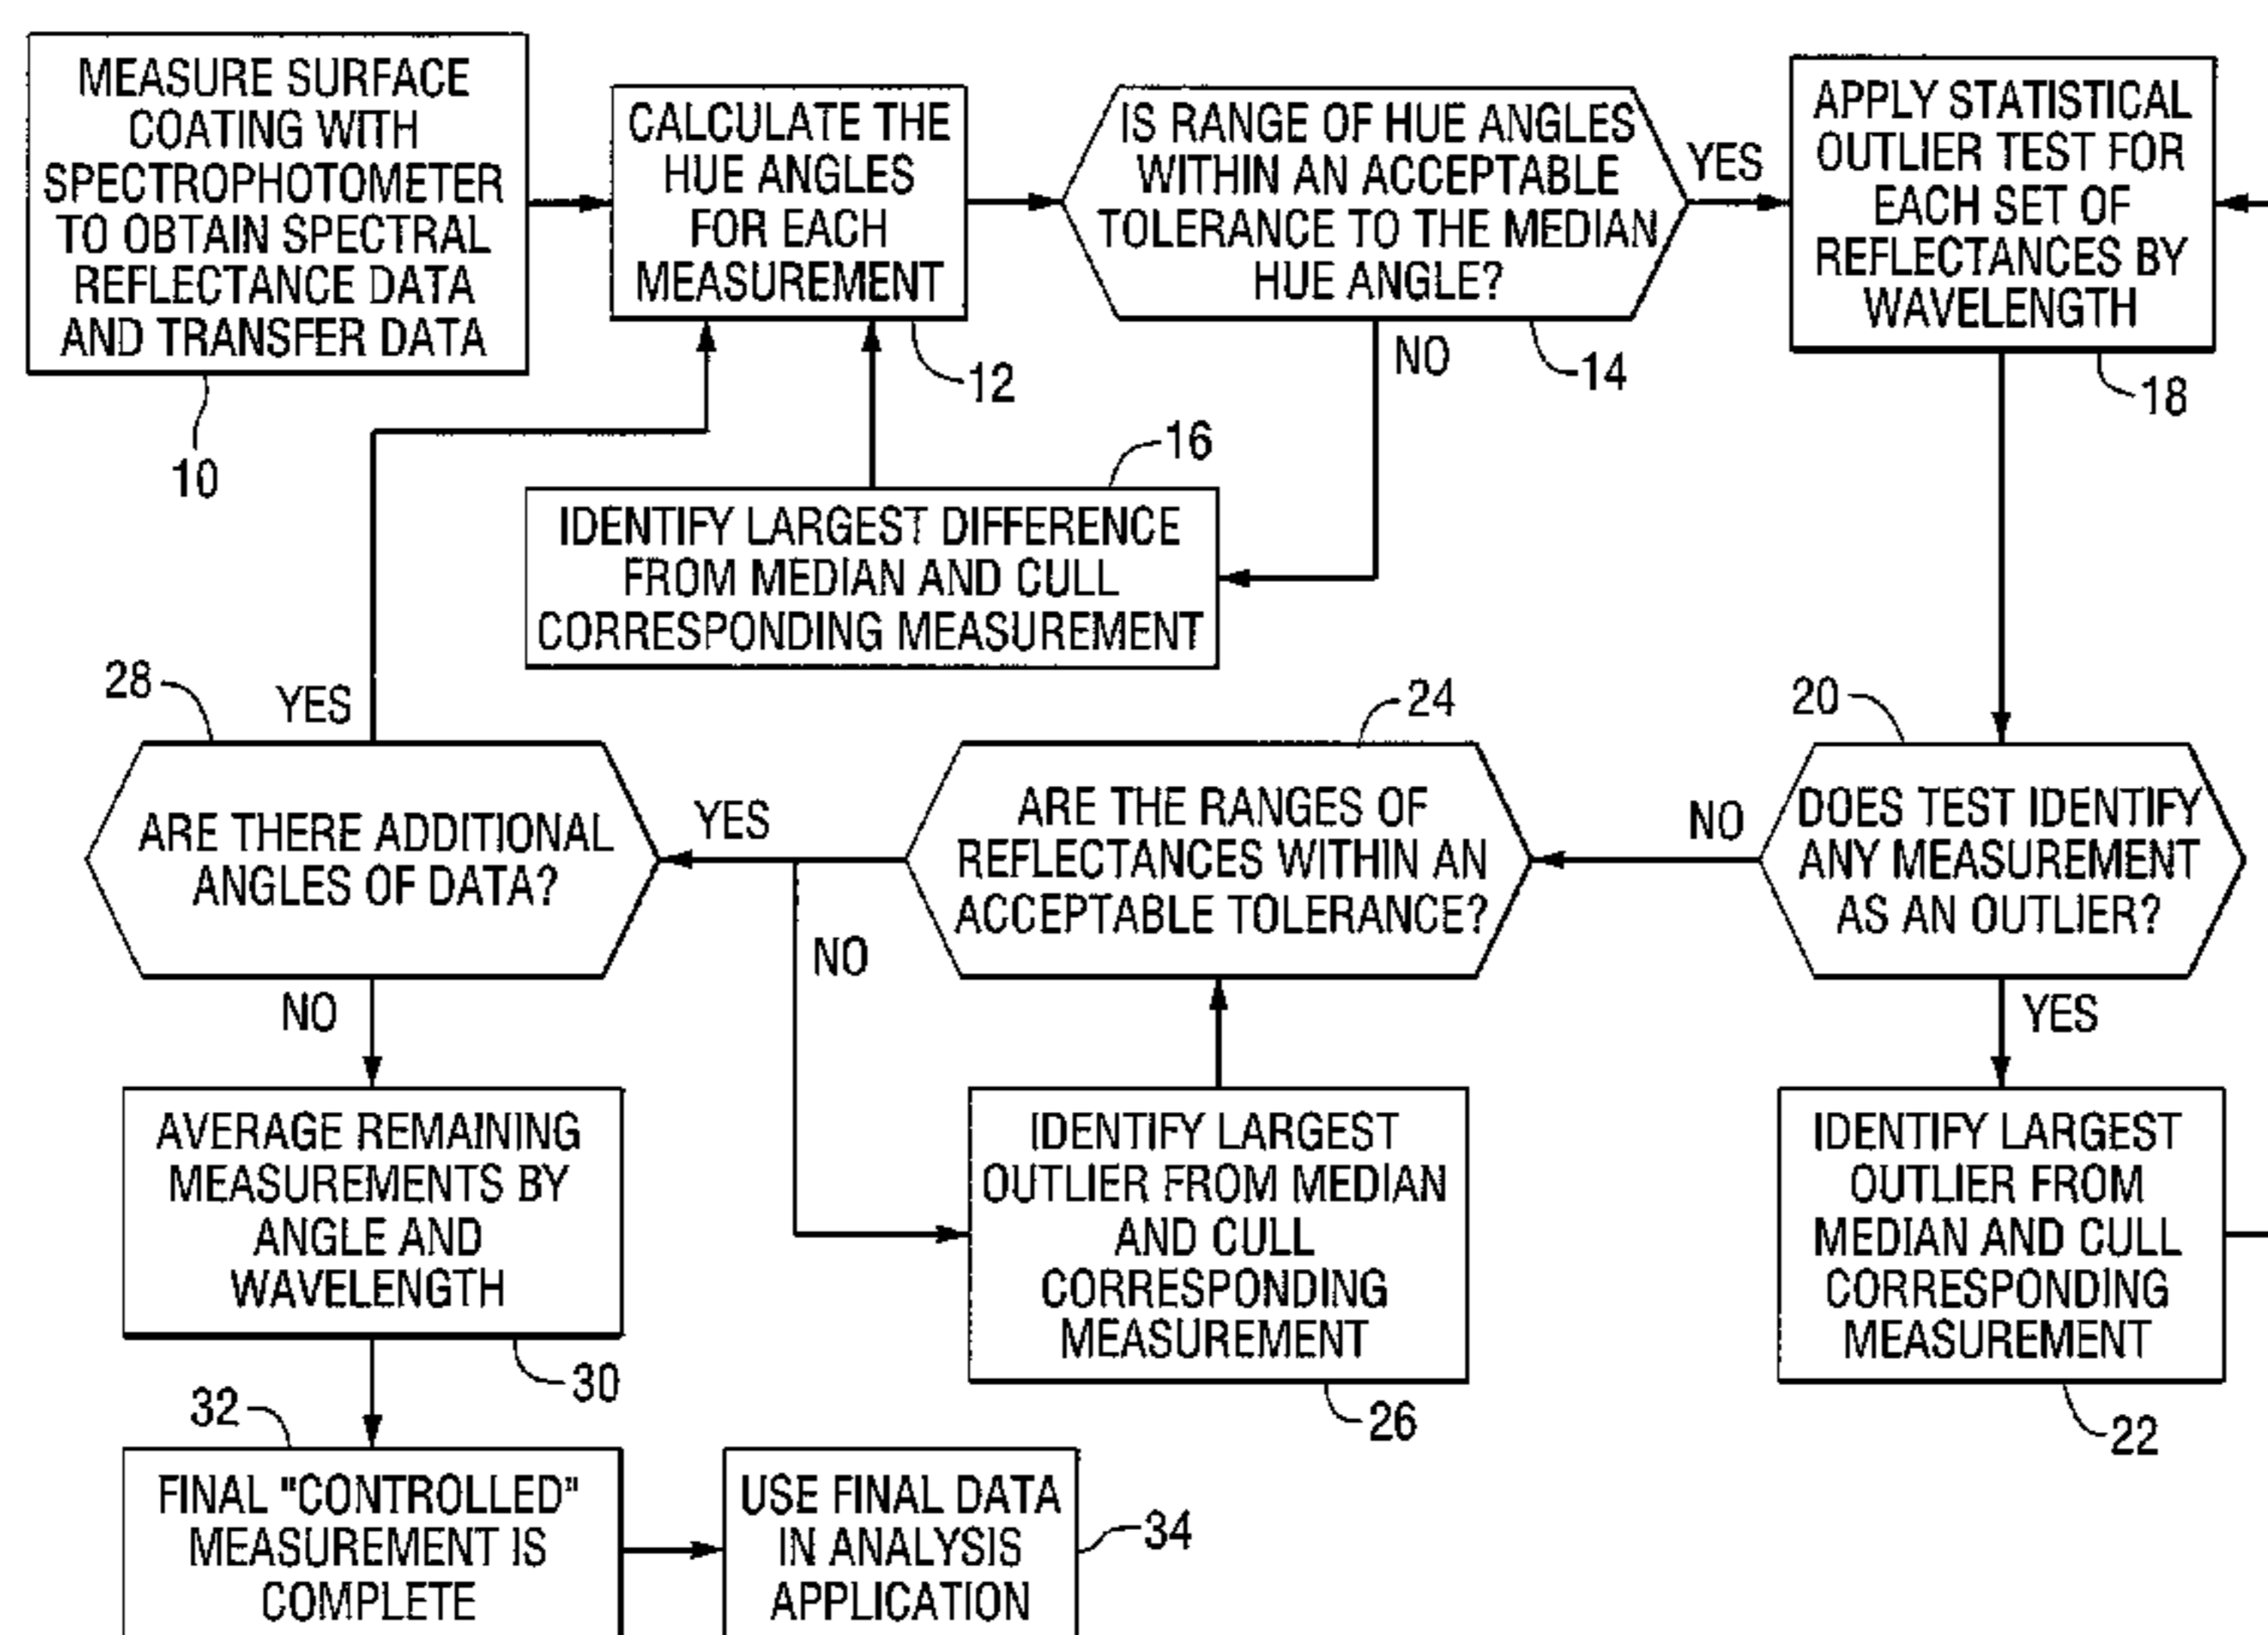 MEASURE SURFACE
COATING WITH
SPECTROPHOTOMETER
TO OBTAIN SPECTRAL
REFLECTANCE DATA
AND TRANSFER DATA
10
CALCULATE THE
HUE ANGLES
FOR EACH
MEASUREMENT
12
IS RANGE OF HUE ANGLES
WITHIN AN ACCEPTABLE
TOLERANCE TO THE MEDIAN
HUE ANGLE?
14
YES
NO
APPLY STATISTICAL
OUTLIER TEST FOR
EACH SET OF
REFLECTANCES BY
WAVELENGTH
18
16
IDENTIFY LARGEST DIFFERENCE
FROM MEDIAN AND CULL
CORRESPONDING MEASUREMENT
20
DOES TEST IDENTIFY
ANY MEASUREMENT
AS AN OUTLIER?
NO
YES
24
ARE THE RANGES OF
REFLECTANCES WITHIN AN
ACCEPTABLE TOLERANCE?
YES
NO
28
YES
ARE THERE ADDITIONAL
ANGLES OF DATA?
NO
AVERAGE REMAINING
MEASUREMENTS BY
ANGLE AND
WAVELENGTH
30
IDENTIFY LARGEST
OUTLIER FROM MEDIAN
AND CULL
CORRESPONDING
MEASUREMENT
26
IDENTIFY LARGEST
OUTLIER FROM
MEDIAN AND CULL
CORRESPONDING
MEASUREMENT
22
32
FINAL "CONTROLLED"
MEASUREMENT IS
COMPLETE
USE FINAL DATA
IN ANALYSIS
APPLICATION
34